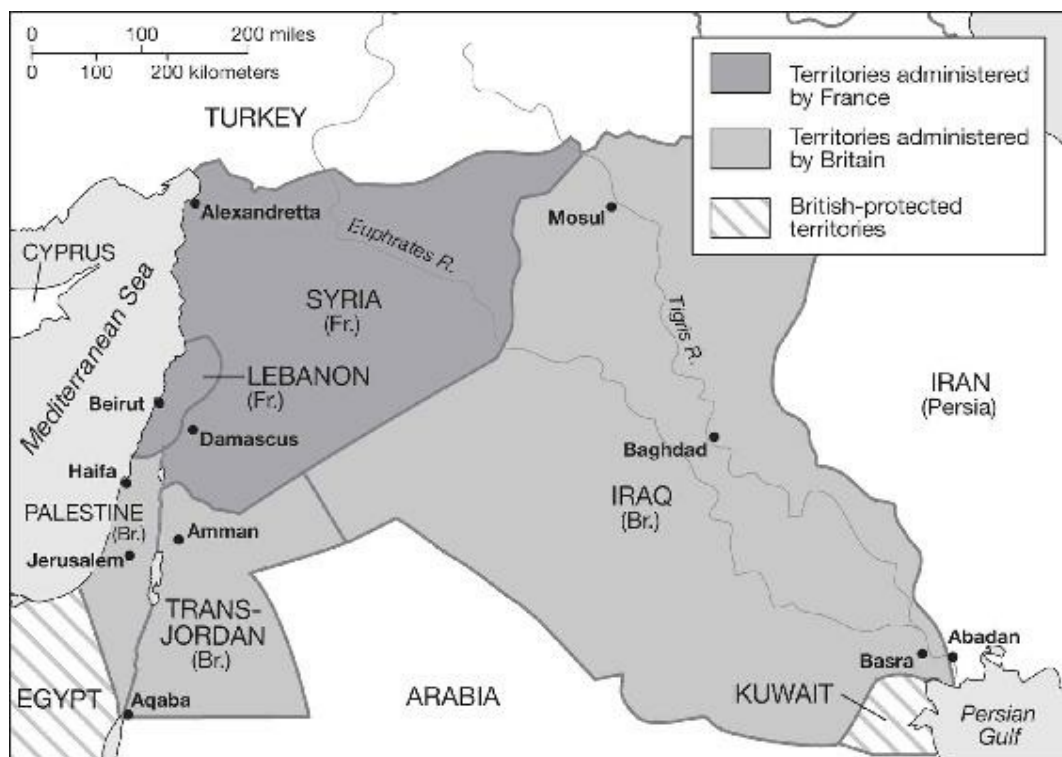 0 100 200 miles
0 100 200 kilometers
Territories administered
by France
Territories administered
by Britain
British-protected
territories
TURKEY
Alexandretta
Mosul
CYPRUS
Euphrates R.
Mediterranean Sea
SYRIA
(Fr.)
Tigris R.
LEBANON
(Fr.)
IRAN
(Persia)
Beirut
Damascus
Baghdad
Haifa
IRAQ
(Br.)
PALESTINE
(Br.)
Amman
Jerusalem
TRANS-
JORDAN
(Br.)
Abadan
Basra
EGYPT
Aqaba
ARABIA
KUWAIT
Persian
Gulf